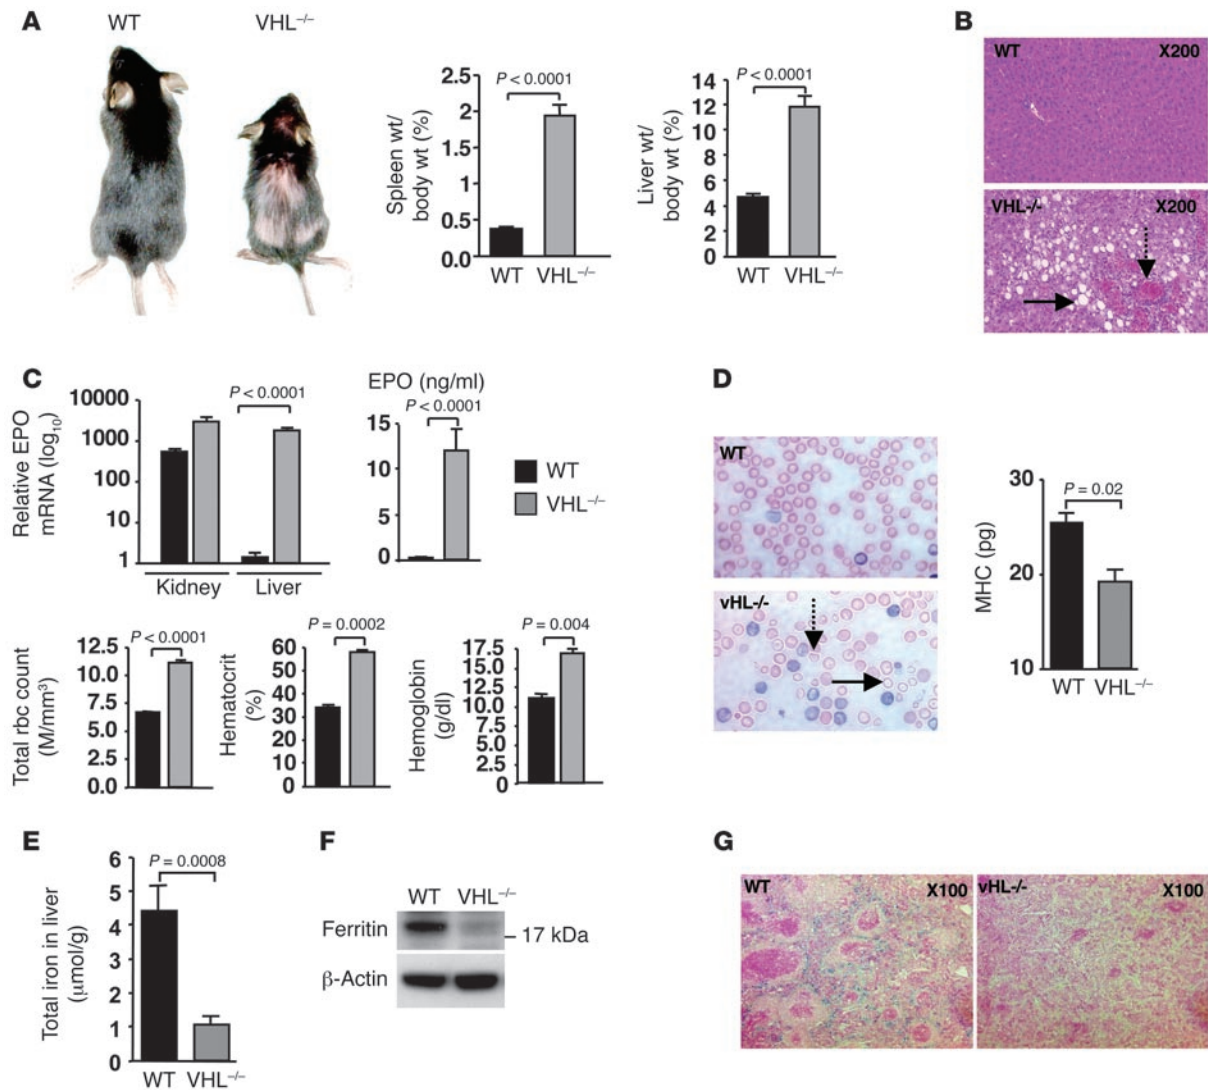 A
WT
VHL–/–
Spleen wt/
body wt (%)
2.5
2
1.5
1
0.5
0.0
P < 0.0001
WT
VHL–/–
Liver wt/
body wt (%)
14
12
10
8
6
4
2
0
P < 0.0001
WT
VHL–/–
B
WT
X200
VHL-/-
X200
C
Relative EPO
mRNA (log10)
10000
1000
100
10
1
P < 0.0001
Kidney
Liver
EPO (ng/ml)
P < 0.0001
15
10
5
0
WT
VHL–/–
Total rbc count
(M/mm3)
12.5
10.0
7.5
5.0
2.5
0.0
P < 0.0001
Hematocrit
(%)
60
50
40
30
20
10
0
P = 0.0002
Hemoglobin
(g/dl)
17.5
15.0
12.5
10.0
7.5
5.0
2.5
0
P = 0.004
D
WT
vHL-/-
MHC (pg)
30
20
10
P = 0.02
WT
VHL–/–
E
Total iron in liver
(μmol/g)
6
5
4
3
2
1
0
P = 0.0008
WT
VHL–/–
F
WT
VHL–/–
Ferritin
17 kDa
β-Actin
G
WT
X100
vHL-/-
X100